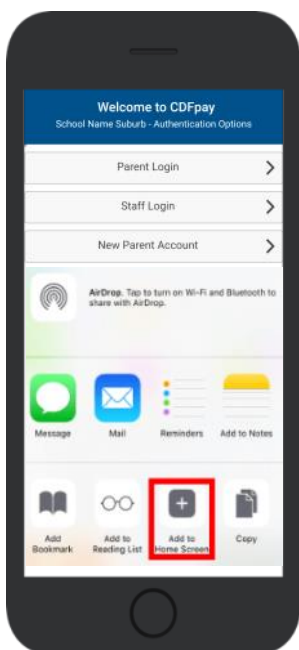 Welcome to CDFpay
School Name Suburb - Authentication Options
Parent Login
Staff Login
New Parent Account
AirDrop. Tap to turn on Wi-Fi and Bluetooth to
share with AirDrop.
Message Mail Reminders Add to Notes
Add Bookmark
Add to Reading List
Add to Home Screen
Copy